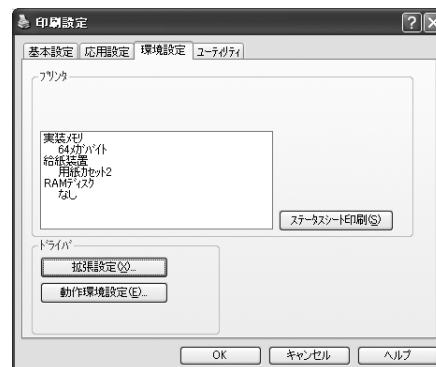 印刷設定
基本設定 応用設定 環境設定 ユーティリティ
プリンタ
実装メモリ
64メガバイト
給紙装置
用紙カセット2
RAMディスク
なし
ステータスシート印刷(S)
ドライバ
拡張設定(X)...
動作環境設定(E)...
OK キャンセル ヘルプ